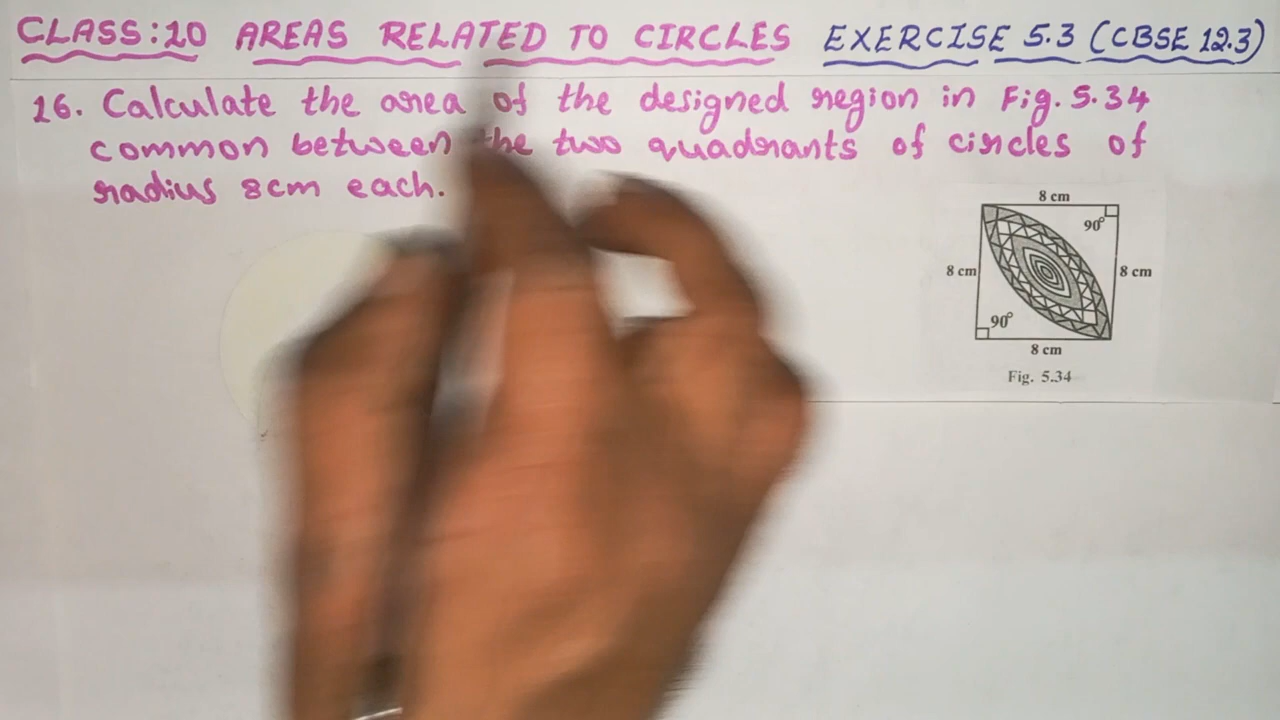 CLASS:10 AREAS RELATED TO CIRCLES EXERCISE 5.3 (CBSE 12.3)
16. Calculate the area of the designed region in Fig. 5.34
common between the two quadrants of circles of
radius 8cm each.
8 cm
90°
8 cm
8 cm
90°
8 cm
Fig. 5.34